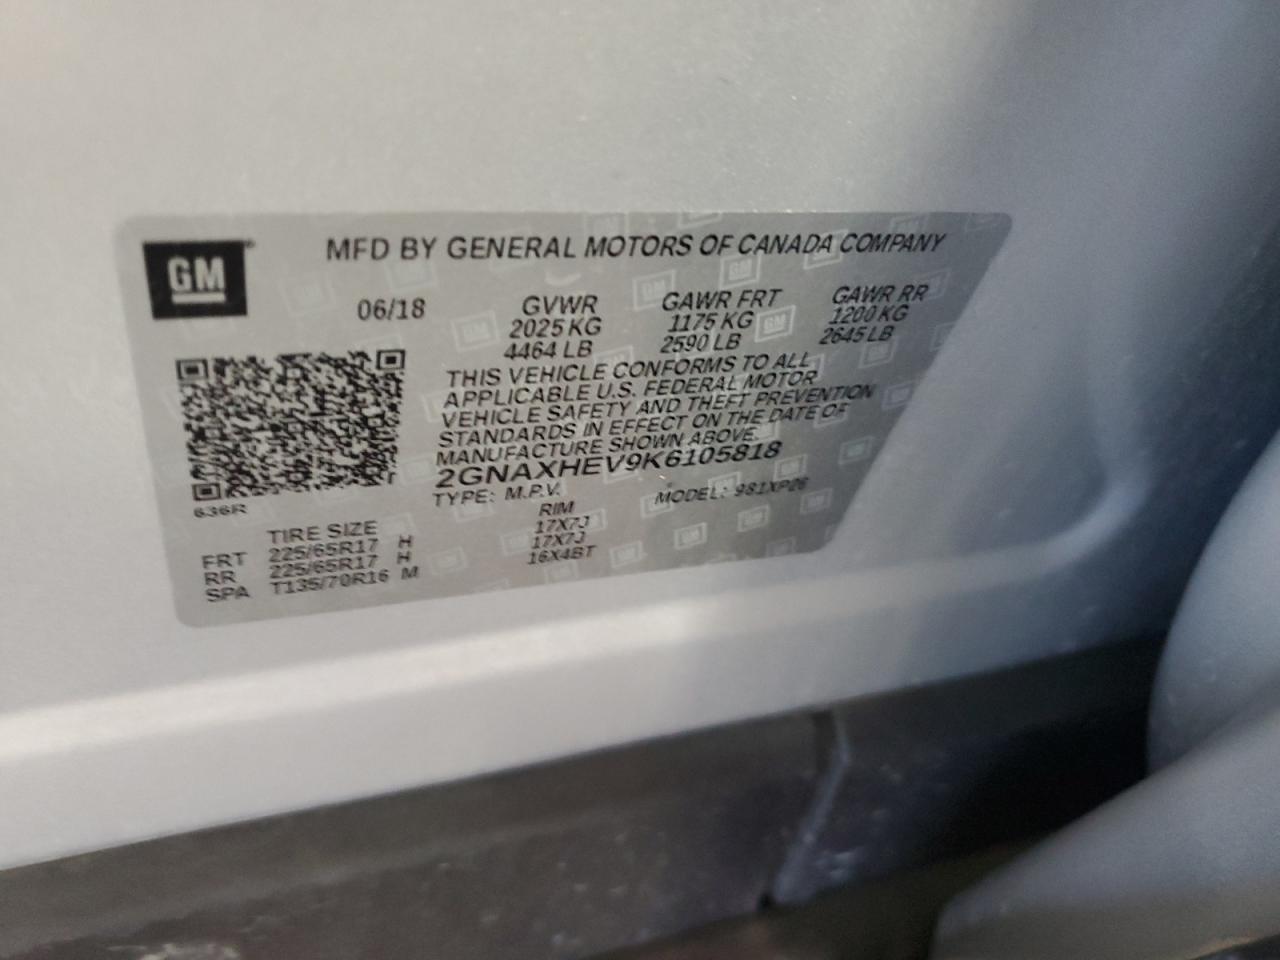 GM
MFD BY GENERAL MOTORS OF CANADA COMPANY
06/18 GVWR GAWR FRT GAWR RR
2025 KG 1175 KG 1200 KG
4464 LB 2590 LB 2645 LB
THIS VEHICLE CONFORMS TO ALL
APPLICABLE U.S. FEDERAL MOTOR
VEHICLE SAFETY AND THEFT PREVENTION
STANDARDS IN EFFECT ON THE DATE OF
MANUFACTURE SHOWN ABOVE.
2GNAXHEV9K6105818
TYPE: M.P.V. MODEL: 981XP26
636R
TIRE SIZE RIM
FRT 225/65R17 H 17X7J
RR 225/65R17 H 17X7J
SPA T135/70R16 M 16X4BT